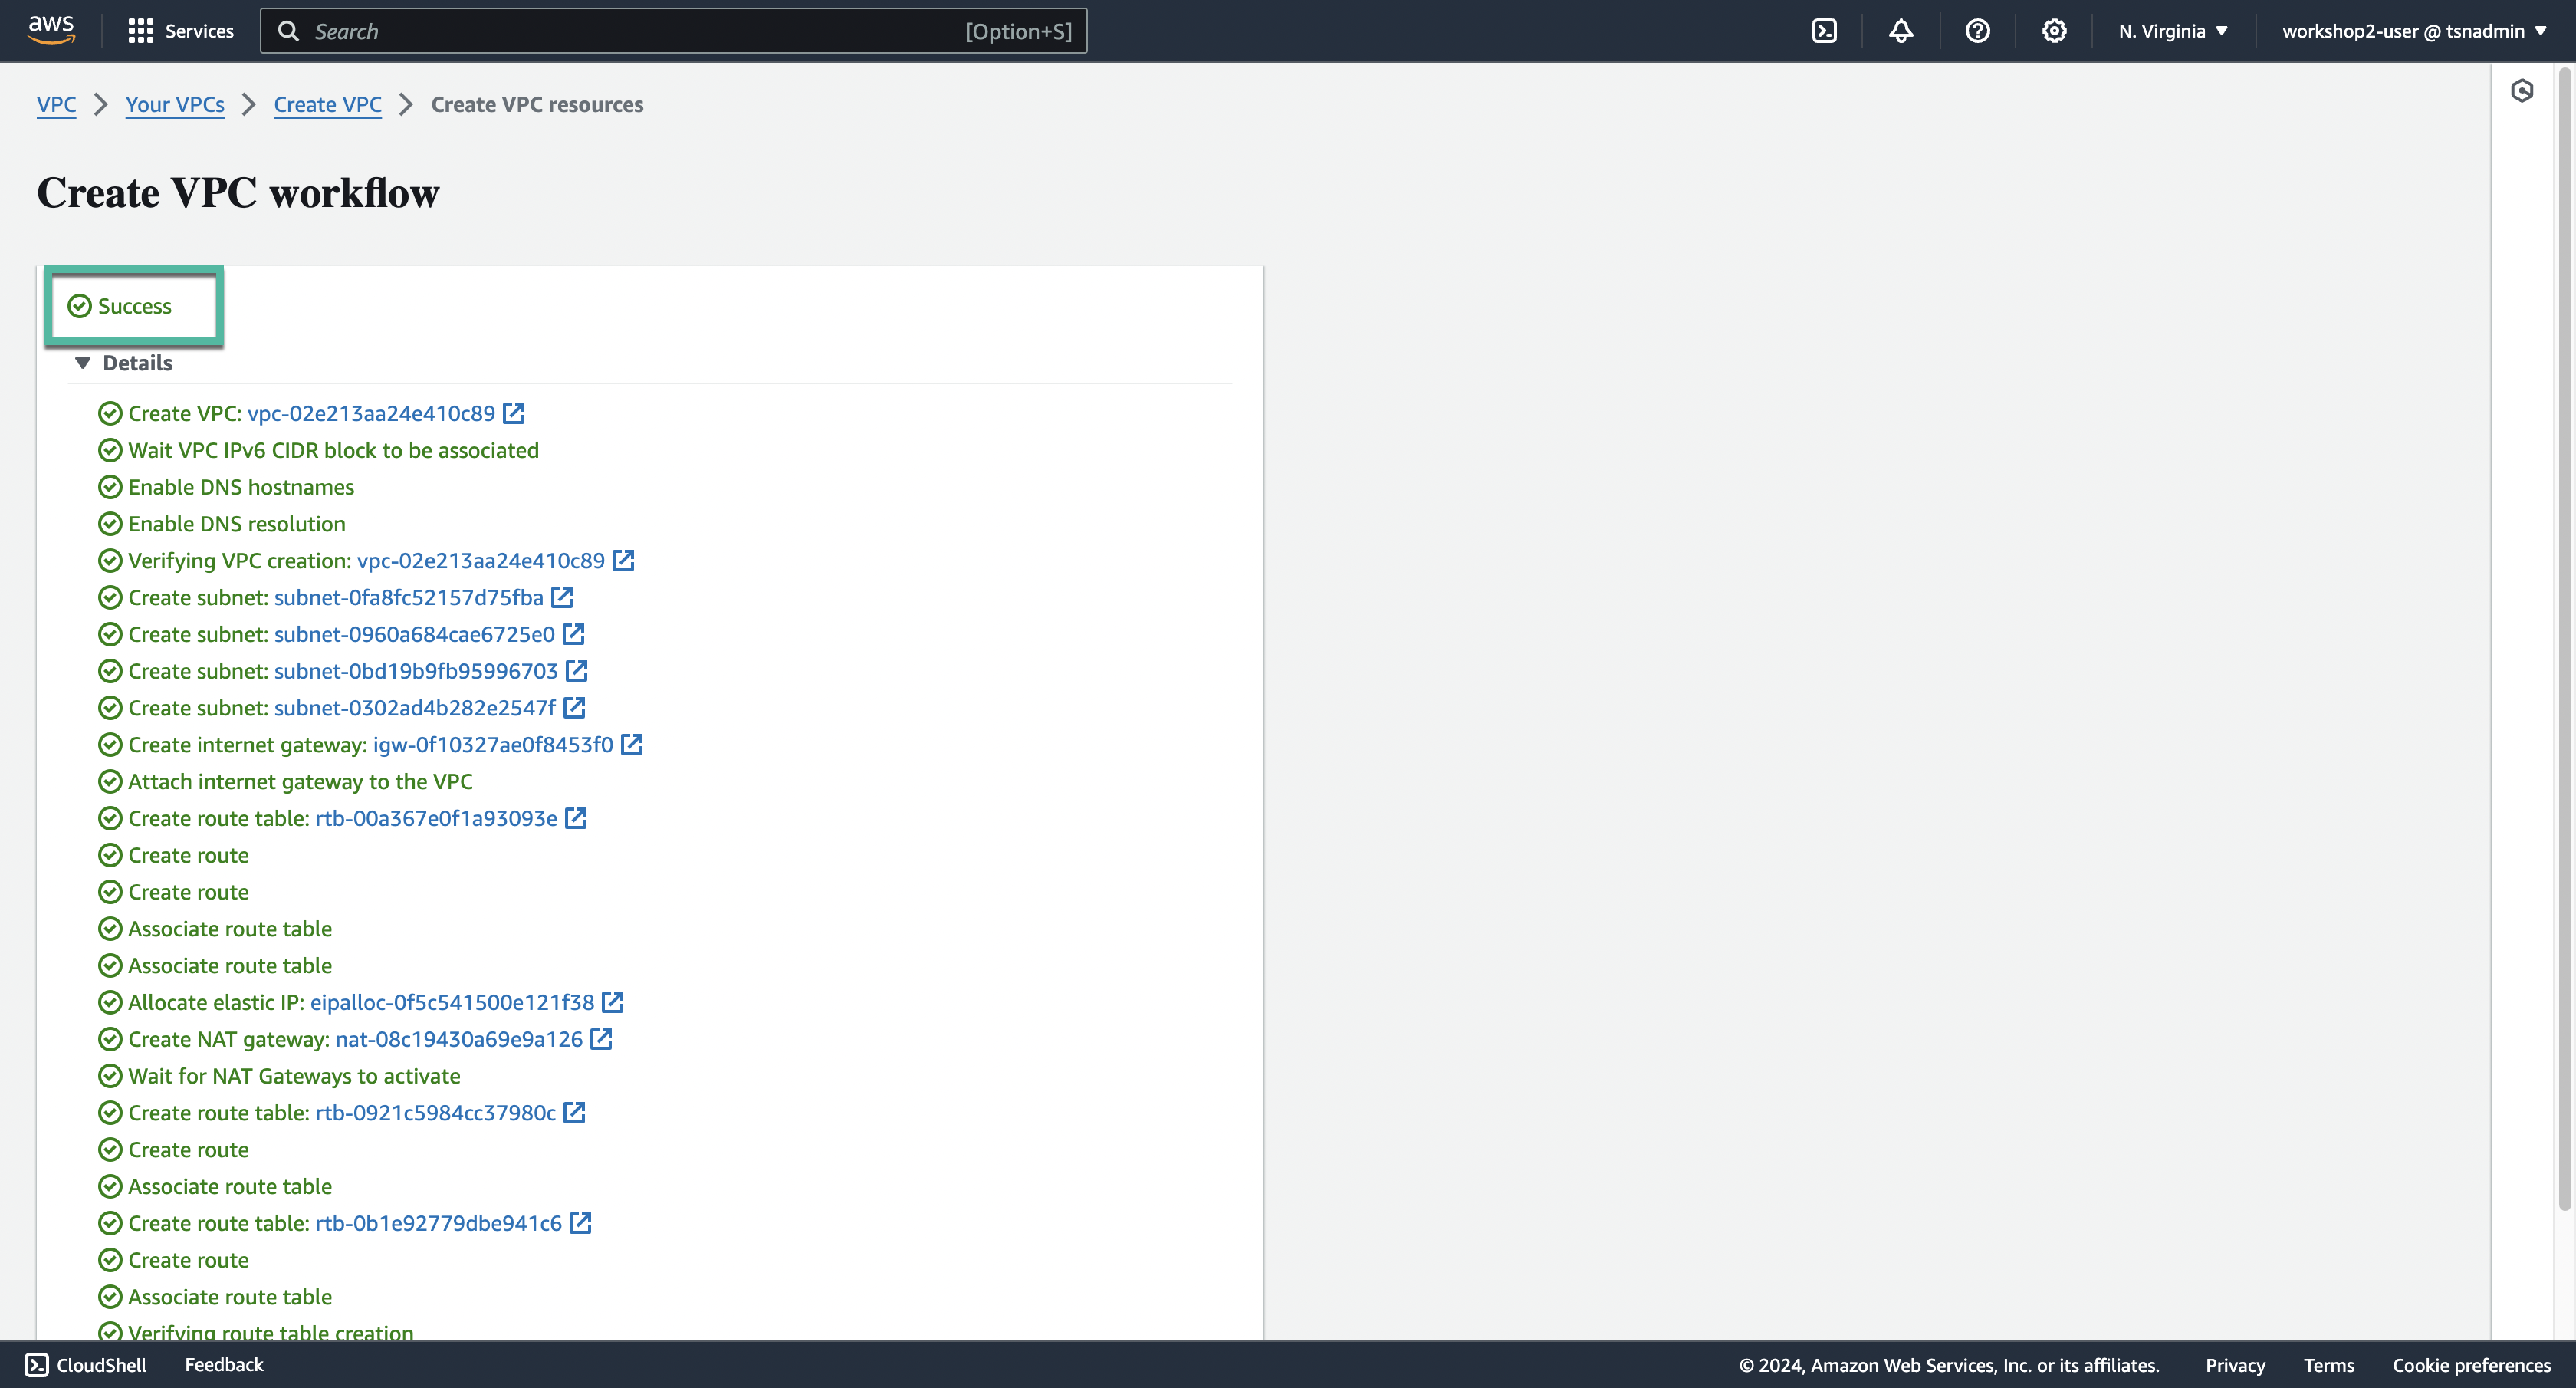 aws Services Search [Option+S] N. Virginia workshop2-user @ tsnadmin
VPC Your VPCs Create VPC Create VPC resources
Create VPC workflow
Success
Details
Create VPC: vpc-02e213aa24e410c89
Wait VPC IPv6 CIDR block to be associated
Enable DNS hostnames
Enable DNS resolution
Verifying VPC creation: vpc-02e213aa24e410c89
Create subnet: subnet-0fa8fc52157d75fba
Create subnet: subnet-0960a684cae6725e0
Create subnet: subnet-0bd19b9fb95996703
Create subnet: subnet-0302ad4b282e2547f
Create internet gateway: igw-0f10327ae0f8453f0
Attach internet gateway to the VPC
Create route table: rtb-00a367e0f1a93093e
Create route
Create route
Associate route table
Associate route table
Allocate elastic IP: eipalloc-0f5c541500e121f38
Create NAT gateway: nat-08c19430a69e9a126
Wait for NAT Gateways to activate
Create route table: rtb-0921c5984cc37980c
Create route
Associate route table
Create route table: rtb-0b1e92779dbe941c6
Create route
Associate route table
Verifying route table creation
CloudShell Feedback © 2024, Amazon Web Services, Inc. or its affiliates. Privacy Terms Cookie preferences